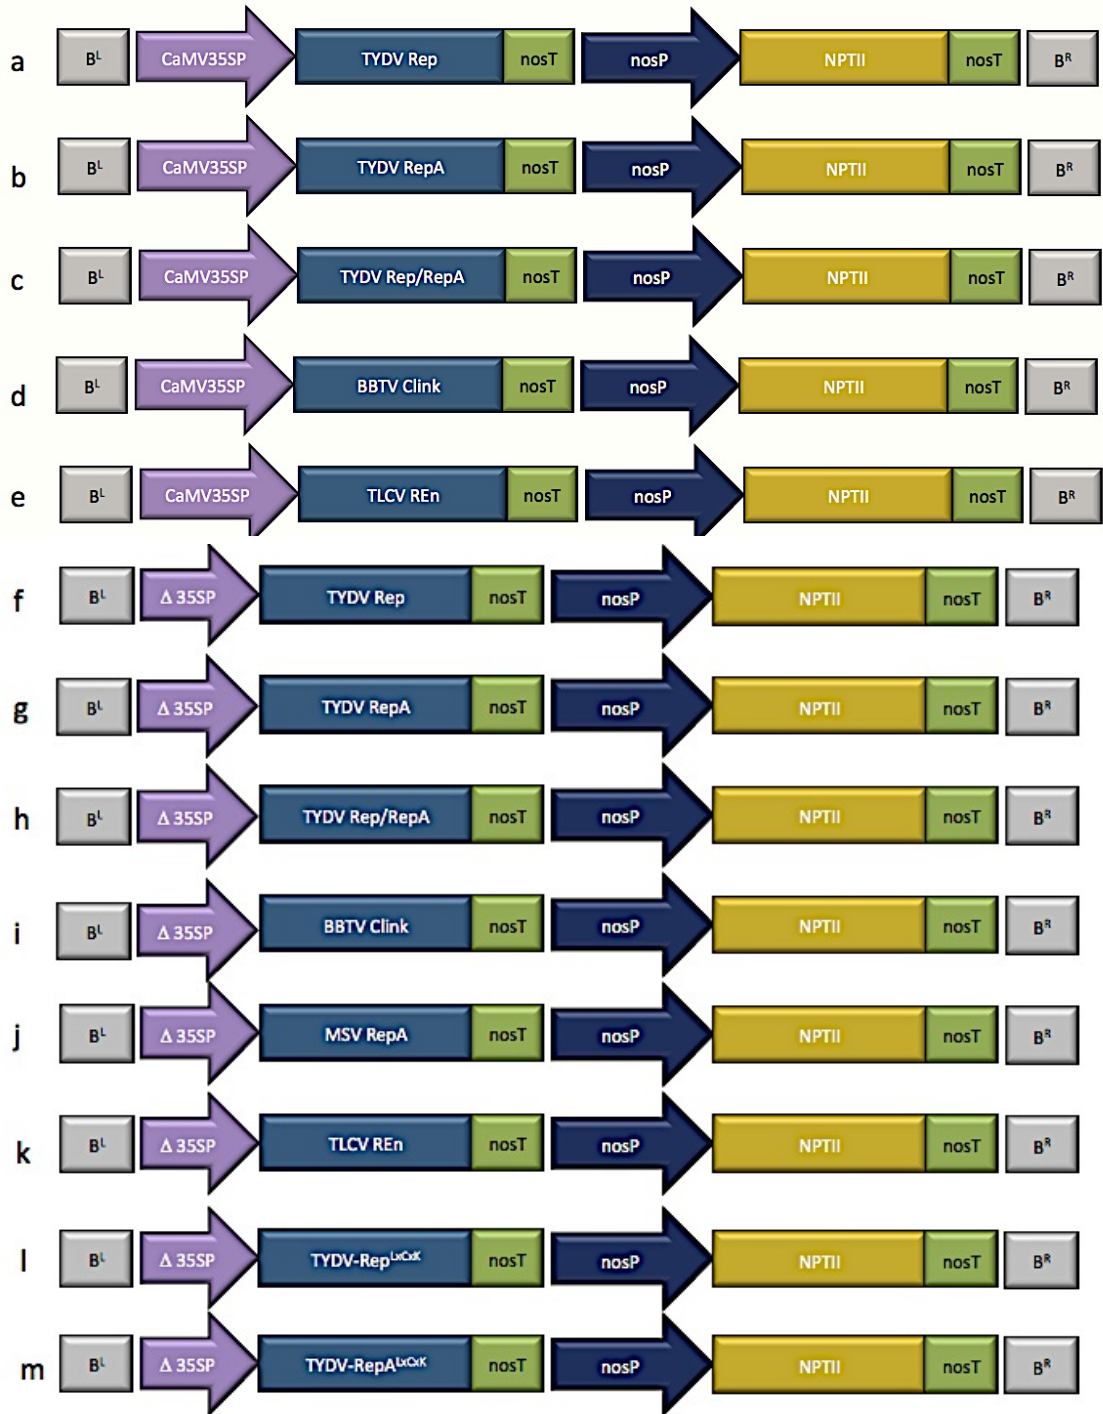 a B^L CaMV35SP TYDV Rep nosT nosP NPTII nosT B^R
b B^L CaMV35SP TYDV RepA nosT nosP NPTII nosT B^R
c B^L CaMV35SP TYDV Rep/RepA nosT nosP NPTII nosT B^R
d B^L CaMV35SP BBTV Clink nosT nosP NPTII nosT B^R
e B^L CaMV35SP TLCV REn nosT nosP NPTII nosT B^R
f B^L Δ 35SP TYDV Rep nosT nosP NPTII nosT B^R
g B^L Δ 35SP TYDV RepA nosT nosP NPTII nosT B^R
h B^L Δ 35SP TYDV Rep/RepA nosT nosP NPTII nosT B^R
i B^L Δ 35SP BBTV Clink nosT nosP NPTII nosT B^R
j B^L Δ 35SP MSV RepA nosT nosP NPTII nosT B^R
k B^L Δ 35SP TLCV REn nosT nosP NPTII nosT B^R
l B^L Δ 35SP TYDV-Rep^LxCxK nosT nosP NPTII nosT B^R
m B^L Δ 35SP TYDV-RepA^LxCxK nosT nosP NPTII nosT B^R